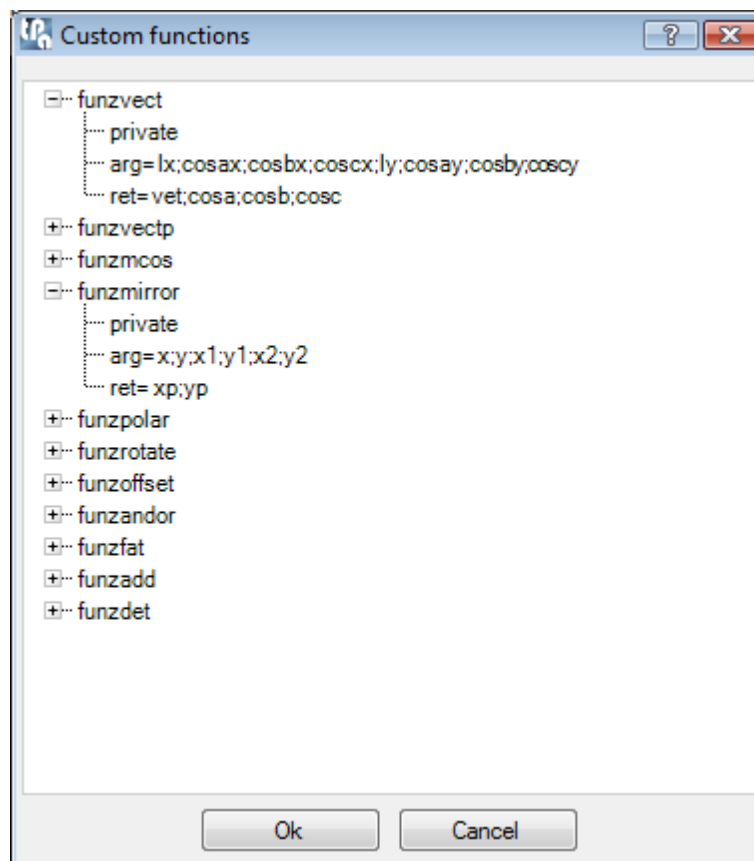 Custom functions
funzvect
private
arg=lx;cosax;cosbx;coscx;ly;cosay;cosby;coscy
ret=vet;cosa;cosb;cosc
funzvectp
funzmcos
funzmirror
private
arg=x;y;x1;y1;x2;y2
ret=xp;yp
funzpolar
funzrotate
funzoffset
funzandor
funzfat
funzadd
funzdet
Ok Cancel